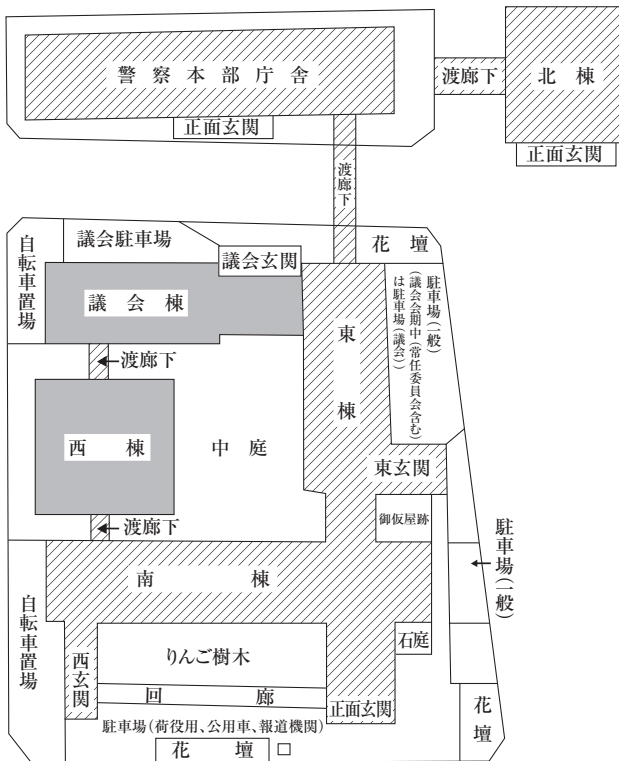 警察本部庁舎
渡廊下
北棟
正面玄関
正面玄関
渡廊下
自転車置場
議会駐車場
議会玄関
花壇
議会棟
東棟
駐車場(一般)
(議会会期中(常任委員会含む)
は駐車場(議会))
渡廊下
西棟
中庭
東玄関
渡廊下
御仮屋跡
駐車場(一般)
南棟
自転車置場
西玄関
りんご樹木
石庭
回廊
正面玄関
花壇
駐車場(荷役用、公用車、報道機関)
花壇